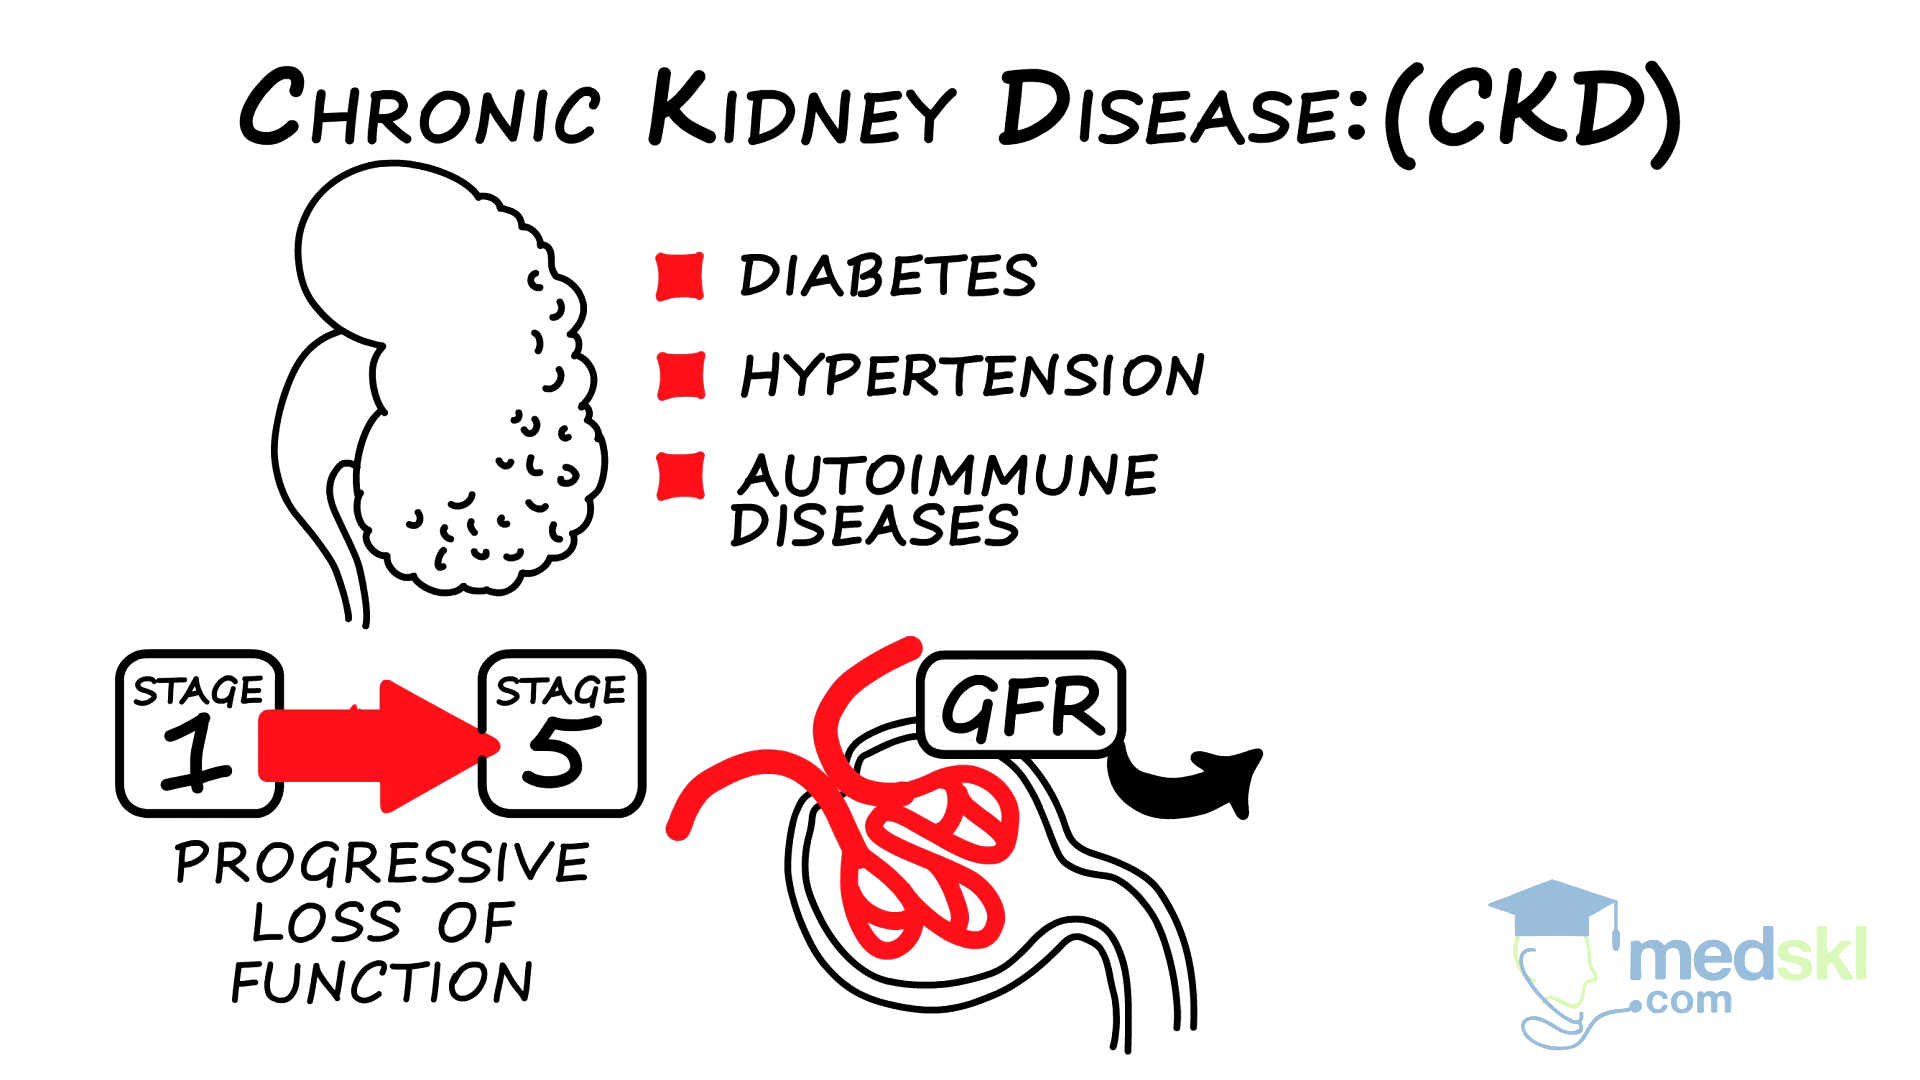 CHRONIC KIDNEY DISEASE:(CKD)
DIABETES
HYPERTENSION
AUTOIMMUNE
DISEASES
STAGE
1
STAGE
5
PROGRESSIVE
LOSS OF
FUNCTION
GFR
medskl
.com